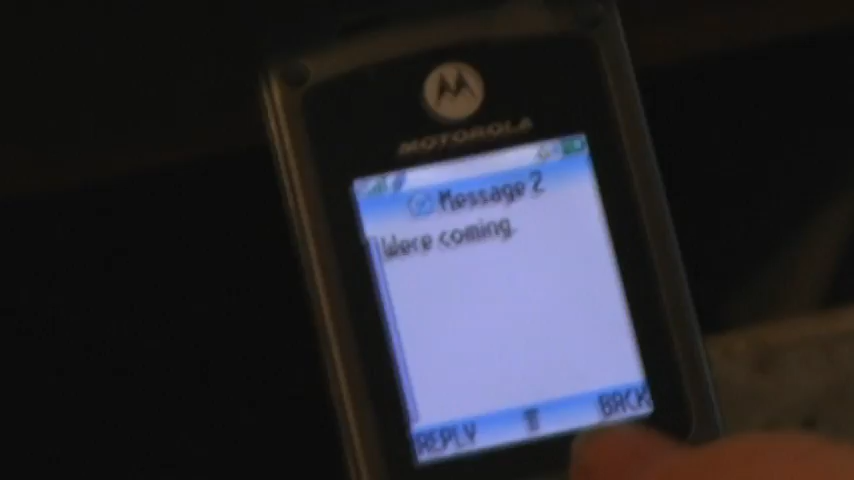 MOTOROLA
Message 2
Were coming.
REPLY
BACK